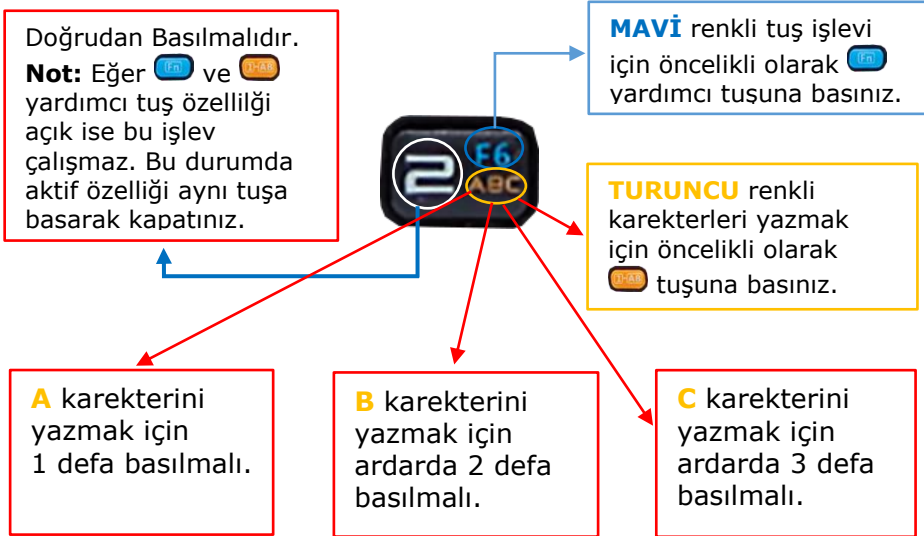 Doğrudan Basılmalıdır.
Not: Eğer Fn ve 1-AB
yardımcı tuş özellilği
açık ise bu işlev
çalışmaz. Bu durumda
aktif özelliği aynı tuşa
basarak kapatınız.
MAVİ renkli tuş işlevi
için öncelikli olarak Fn
yardımcı tuşuna basınız.
2
F6
ABC
TURUNCU renkli
karekterleri yazmak
için öncelikli olarak
1-AB tuşuna basınız.
A karekterini
yazmak için
1 defa basılmalı.
B karekterini
yazmak için
ardarda 2 defa
basılmalı.
C karekterini
yazmak için
ardarda 3 defa
basılmalı.